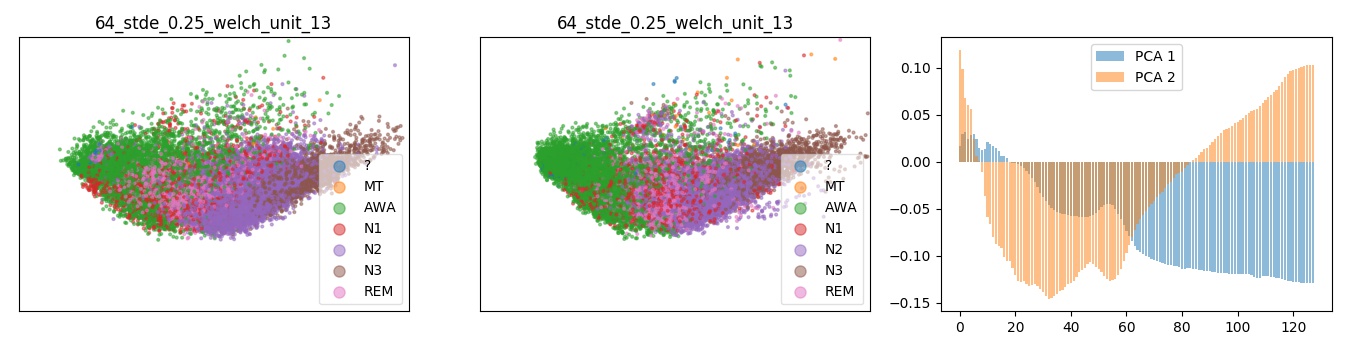 64_stde_0.25_welch_unit_13
?
MT
AWA
N1
N2
N3
REM
64_stde_0.25_welch_unit_13
?
MT
AWA
N1
N2
N3
REM
PCA 1
PCA 2
0.10
0.05
0.00
−0.05
−0.10
−0.15
0 20 40 60 80 100 120